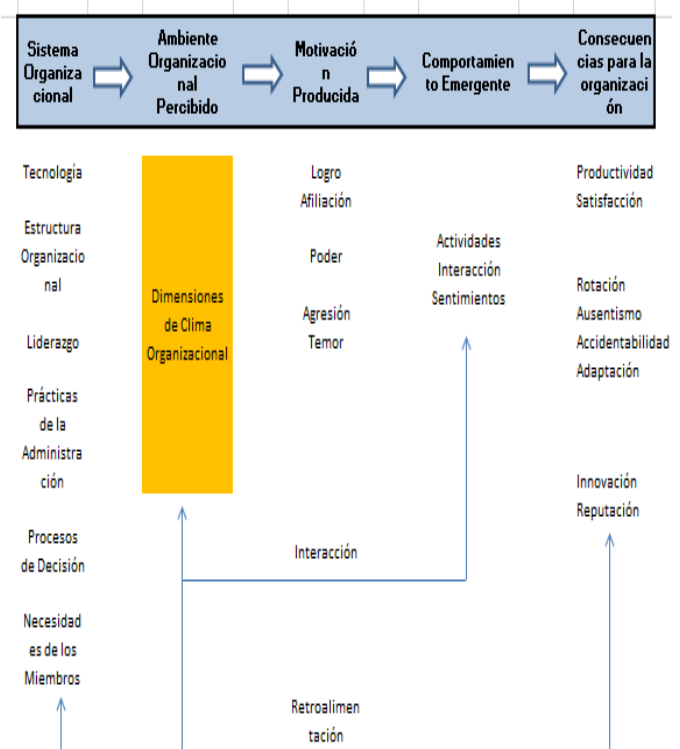 Sistema
Organiza
cional
Ambiente
Organizacio
nal
Percibido
Motivació
n
Producida
Comportamien
to Emergente
Consecuen
cias para la
organizaci
ón
Tecnología
Estructura
Organizacio
nal
Liderazgo
Prácticas
de la
Administra
ción
Procesos
de Decisión
Necesidad
es de los
Miembros
Dimensiones
de Clima
Organizacional
Logro
Afiliación
Poder
Agresión
Temor
Interacción
Retroalimen
tación
Actividades
Interacción
Sentimientos
Productividad
Satisfacción
Rotación
Ausentismo
Accidentabilidad
Adaptación
Innovación
Reputación